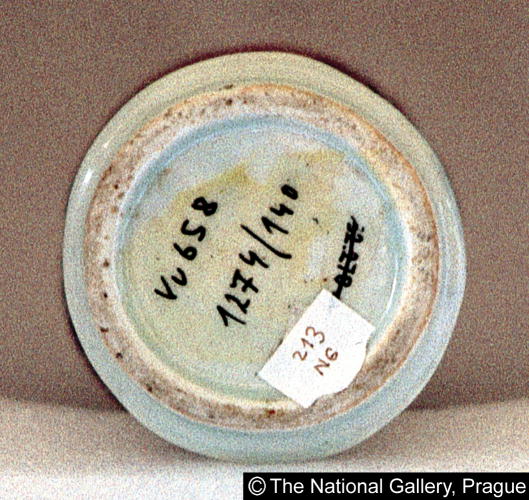 Vu 658
1274/140
213
NG
© The National Gallery, Prague